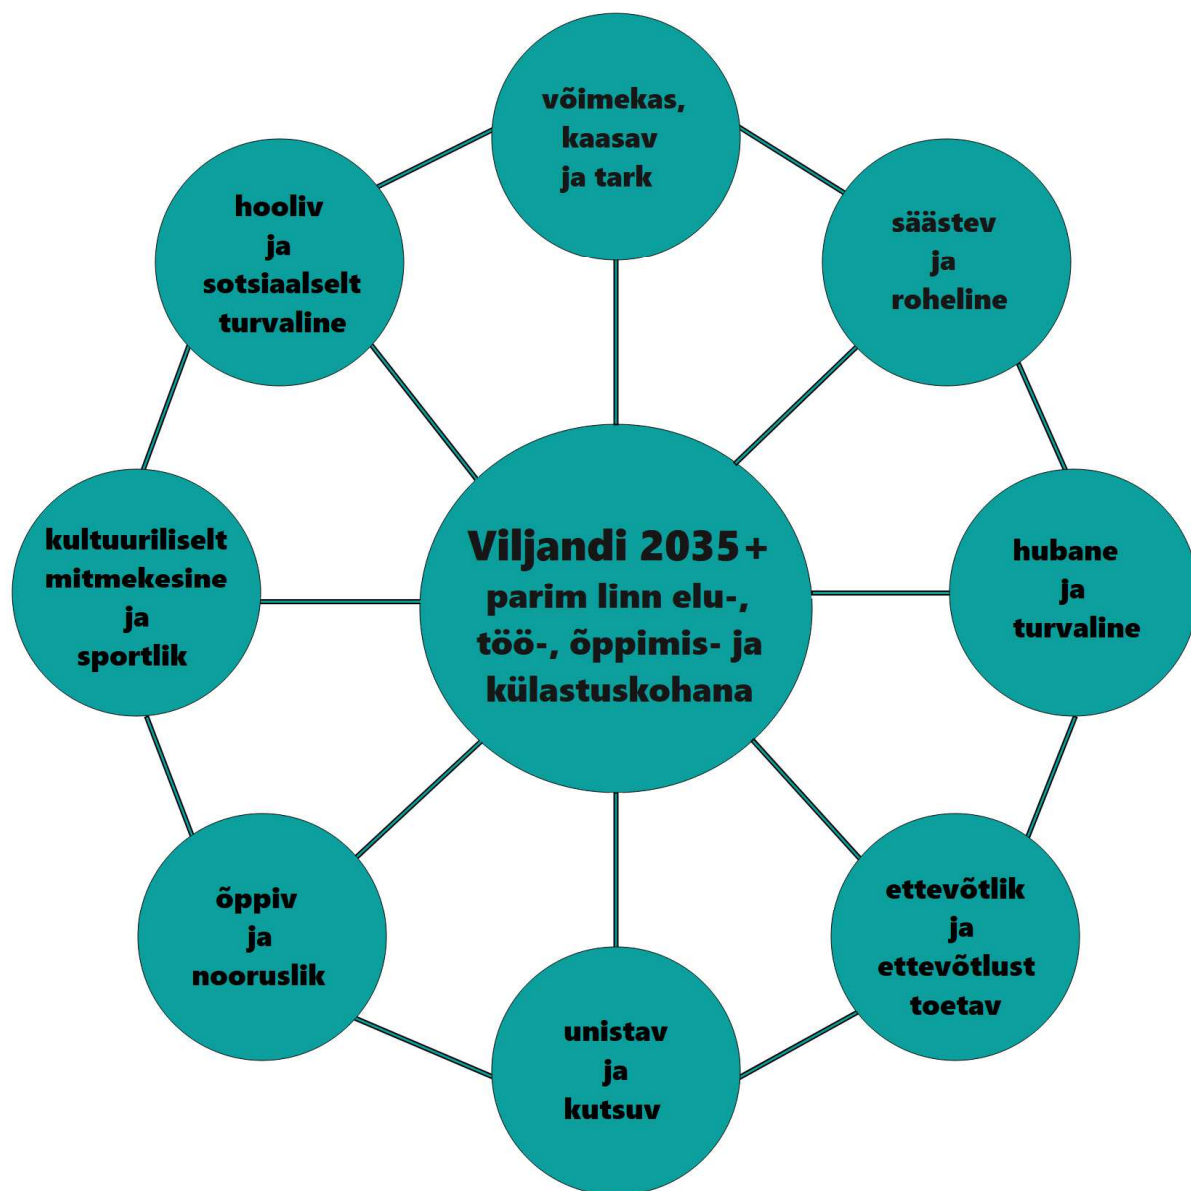 võimekas,
kaasav
ja tark
säästev
ja
roheline
hubane
ja
turvaline
ettevõtlik
ja
ettevõtlust
toetav
unistav
ja
kutsuv
õppiv
ja
nooruslik
kultuuriliselt
mitmekesine
ja
sportlik
hooliv
ja
sotsiaalselt
turvaline
Viljandi 2035+
parim linn elu-,
töö-, õppimis- ja
külastuskohana